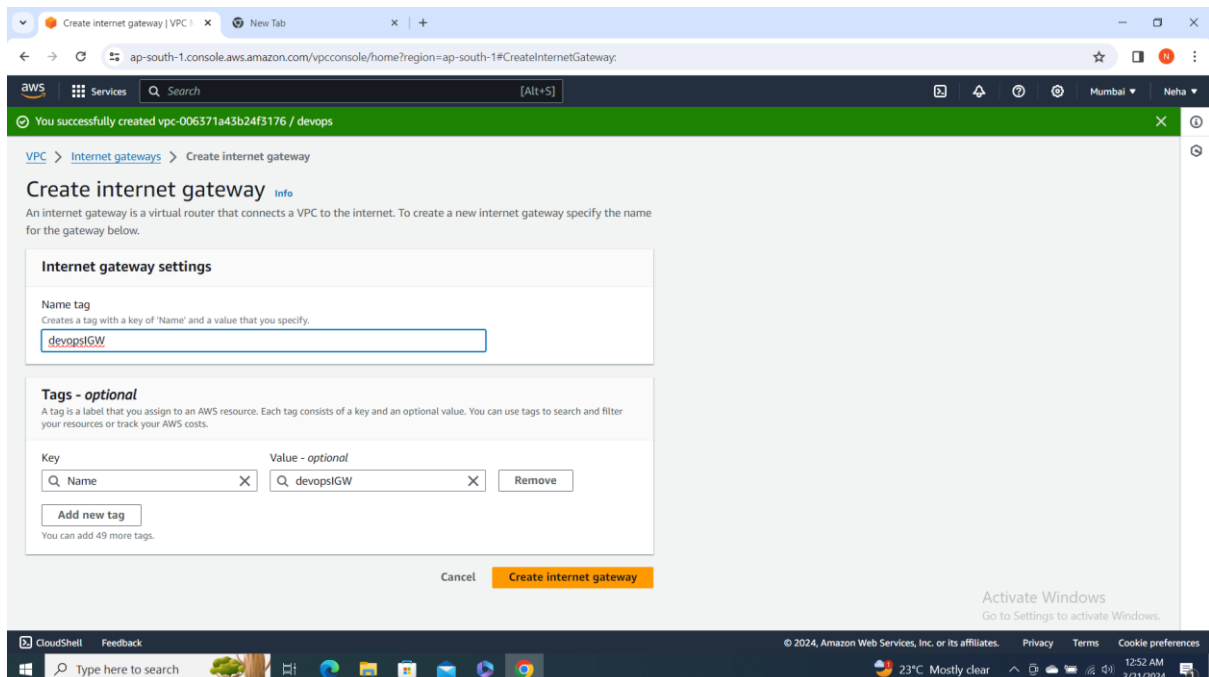 Create internet gateway | VPC M
New Tab
ap-south-1.console.aws.amazon.com/vpcconsole/home?region=ap-south-1#CreateInternetGateway:
N
aws Services Search [Alt+S] Mumbai Neha
You successfully created vpc-006371a43b24f3176 / devops
VPC > Internet gateways > Create internet gateway
Create internet gateway Info
An internet gateway is a virtual router that connects a VPC to the internet. To create a new internet gateway specify the name
for the gateway below.
Internet gateway settings
Name tag
Creates a tag with a key of 'Name' and a value that you specify.
devopsIGW
Tags - optional
A tag is a label that you assign to an AWS resource. Each tag consists of a key and an optional value. You can use tags to search and filter
your resources or track your AWS costs.
Key Value - optional
Name devopsIGW Remove
Add new tag
You can add 49 more tags.
Cancel Create internet gateway
Activate Windows
Go to Settings to activate Windows.
CloudShell Feedback © 2024, Amazon Web Services, Inc. or its affiliates. Privacy Terms Cookie preferences
Type here to search 23°C Mostly clear 12:52 AM
3/21/2024